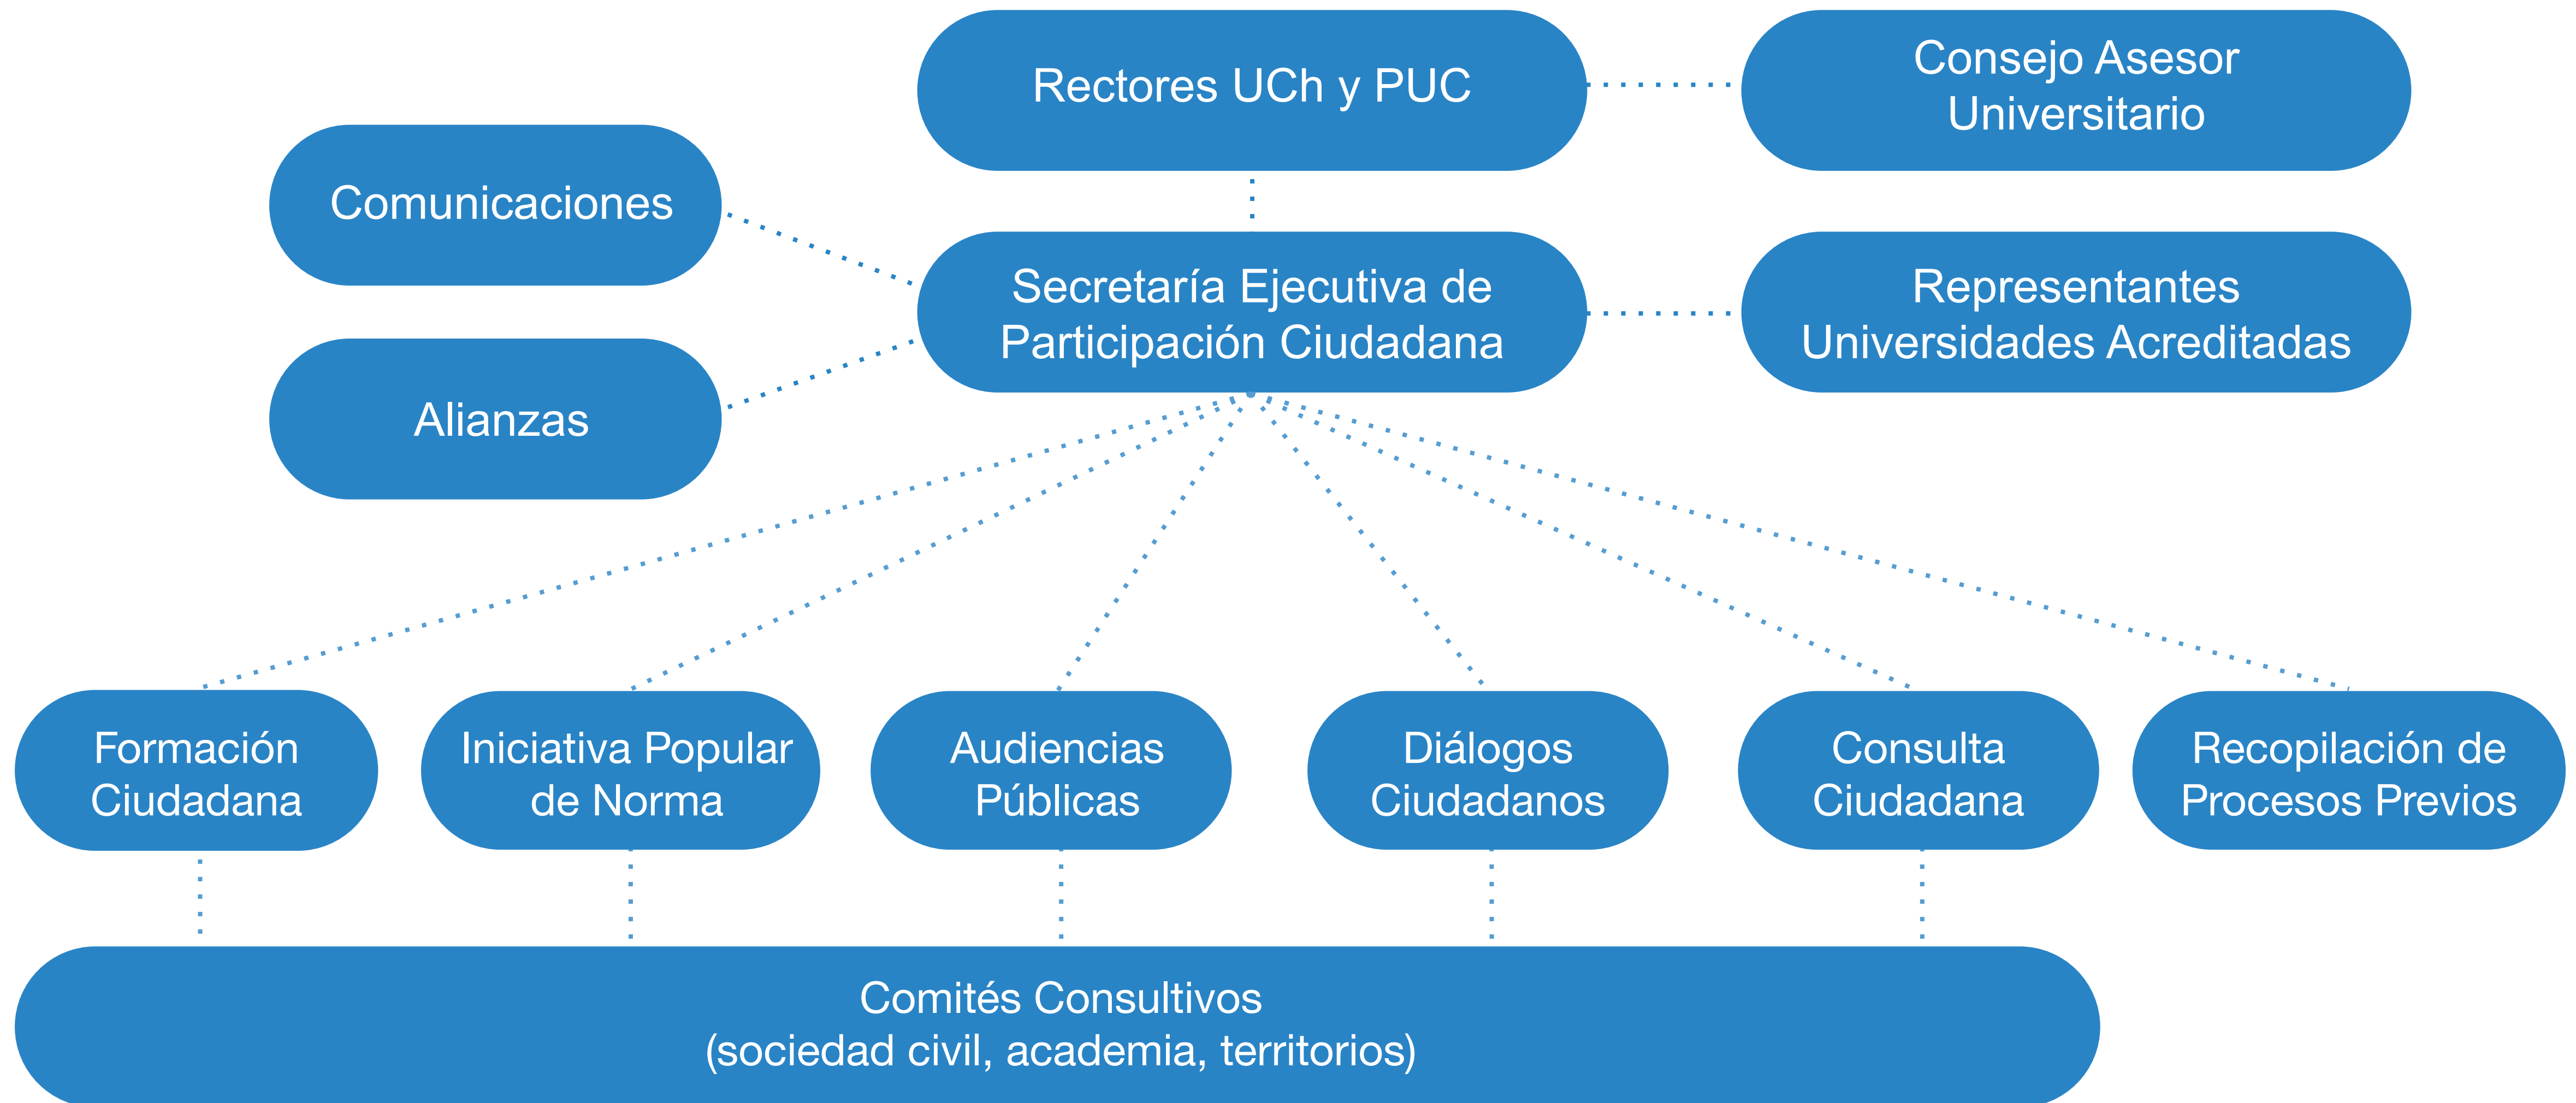 Rectores UCh y PUC
Consejo Asesor
Universitario
Comunicaciones
Secretaría Ejecutiva de
Participación Ciudadana
Representantes
Universidades Acreditadas
Alianzas
Formación
Ciudadana
Iniciativa Popular
de Norma
Audiencias
Públicas
Diálogos
Ciudadanos
Consulta
Ciudadana
Recopilación de
Procesos Previos
Comités Consultivos
(sociedad civil, academia, territorios)